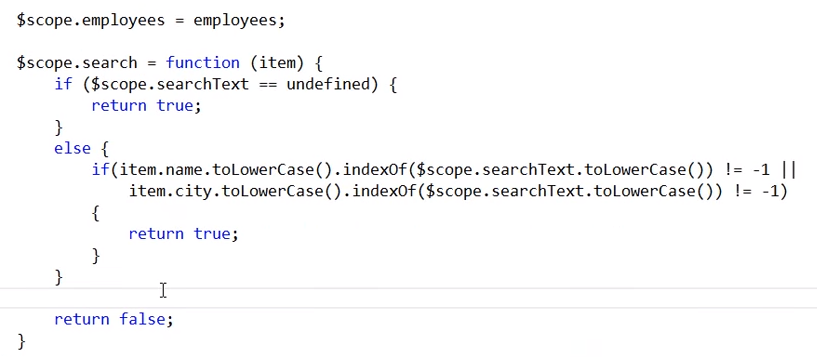 $scope.employees = employees;
$scope.search = function (item) {
if ($scope.searchText == undefined) {
return true;
}
else {
if(item.name.toLowerCase().indexOf($scope.searchText.toLowerCase()) != -1 ||
item.city.toLowerCase().indexOf($scope.searchText.toLowerCase()) != -1)
{
return true;
}
}
return false;
}